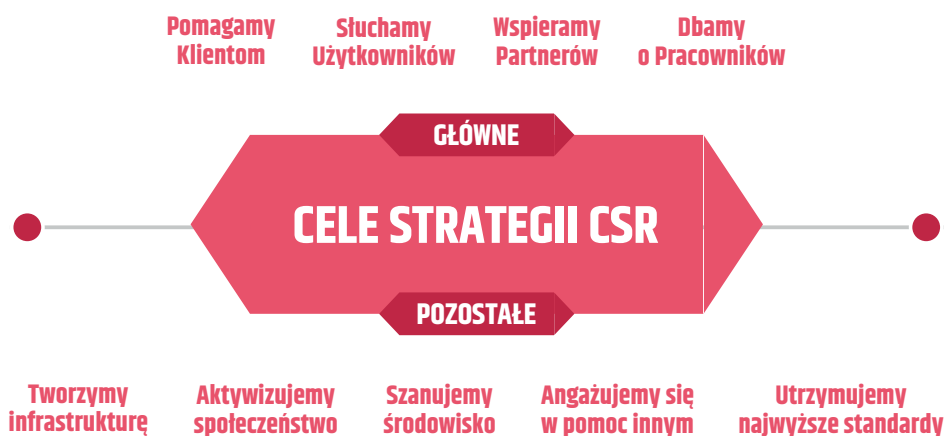 Pomagamy
Klientom
Słuchamy
Użytkowników
Wspieramy
Partnerów
Dbamy
o Pracowników
GŁÓWNE
CELE STRATEGII CSR
POZOSTAŁE
Tworzymy
infrastrukturę
Aktywizujemy
społeczeństwo
Szanujemy
środowisko
Angażujemy się
w pomoc innym
Utrzymujemy
najwyższe standardy